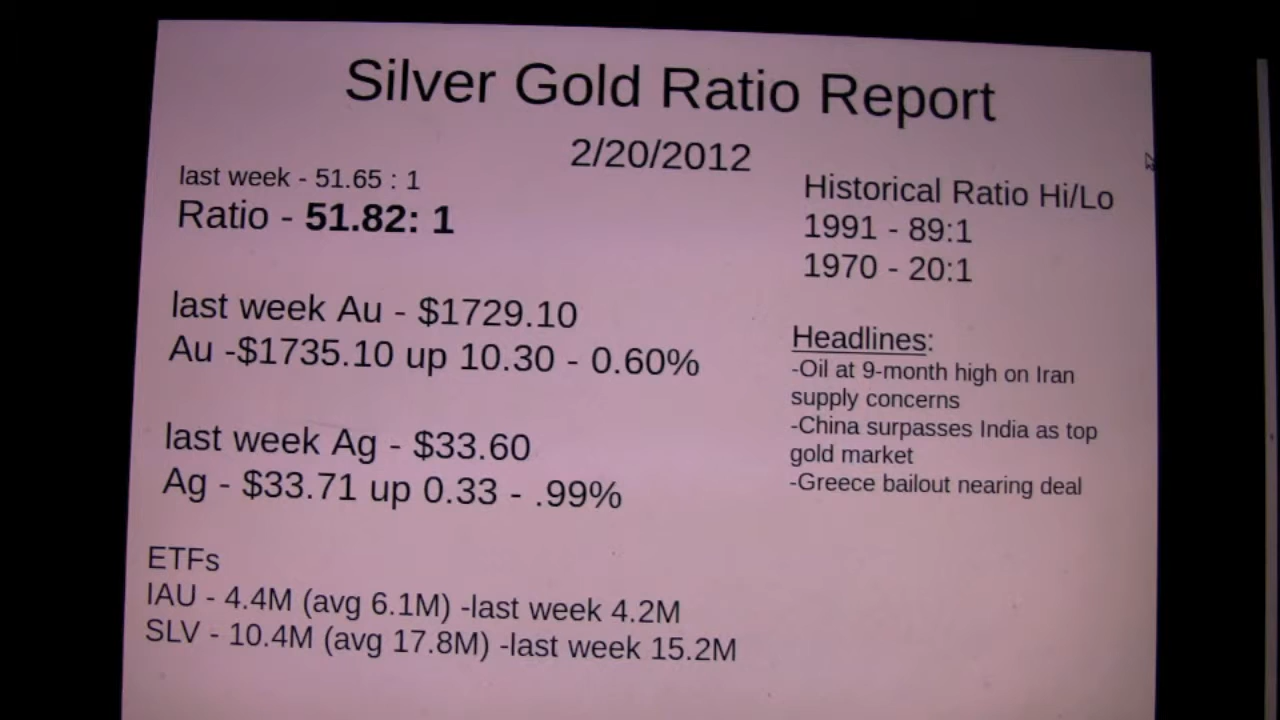 Silver Gold Ratio Report
2/20/2012
last week - 51.65 : 1
Ratio - 51.82: 1
last week Au - $1729.10
Au -$1735.10 up 10.30 - 0.60%
last week Ag - $33.60
Ag - $33.71 up 0.33 - .99%
ETFs
IAU - 4.4M (avg 6.1M) -last week 4.2M
SLV - 10.4M (avg 17.8M) -last week 15.2M
Historical Ratio Hi/Lo
1991 - 89:1
1970 - 20:1
Headlines:
-Oil at 9-month high on Iran
supply concerns
-China surpasses India as top
gold market
-Greece bailout nearing deal